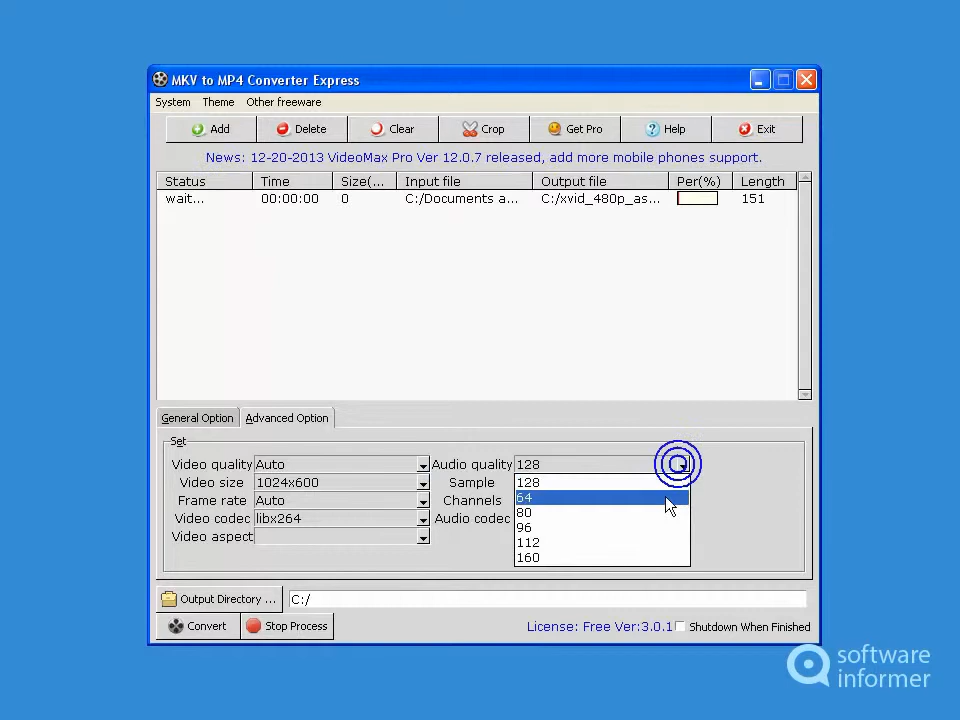 MKV to MP4 Converter Express
System Theme Other freeware
Add Delete Clear Crop Get Pro Help Exit
News: 12-20-2013 VideoMax Pro Ver 12.0.7 released, add more mobile phones support.
Status Time Size(... Input file Output file Per(%) Length
wait... 00:00:00 0 C:/Documents a... C:/xvid_480p_as... 151
General Option Advanced Option
Set
Video quality Auto Audio quality 128
Video size 1024x600 Sample 128
Frame rate Auto Channels 64
80
Video codec libx264 Audio codec 96
Video aspect 112
160
Output Directory ... C:/
Convert Stop Process License: Free Ver:3.0.1 Shutdown When Finished
software
informer